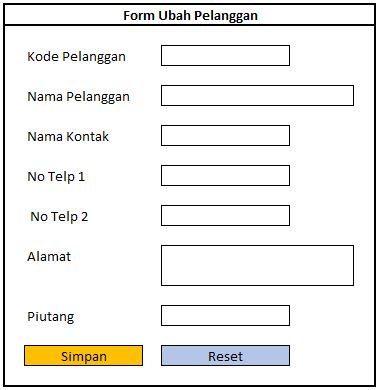 Form Ubah Pelanggan
Kode Pelanggan
Nama Pelanggan
Nama Kontak
No Telp 1
No Telp 2
Alamat
Piutang
Simpan Reset